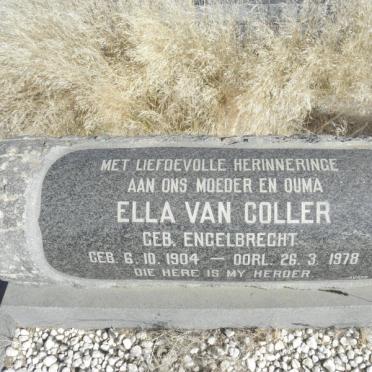 MET LIEFDEVOLLE HERINNERINGE
AAN ONS MOEDER EN OUMA
ELLA VAN COLLER
GEB. ENGELBRECHT
GEB. 6. 10. 1904 — OORL. 26. 3. 1978
DIE HERE IS MY HERDER.